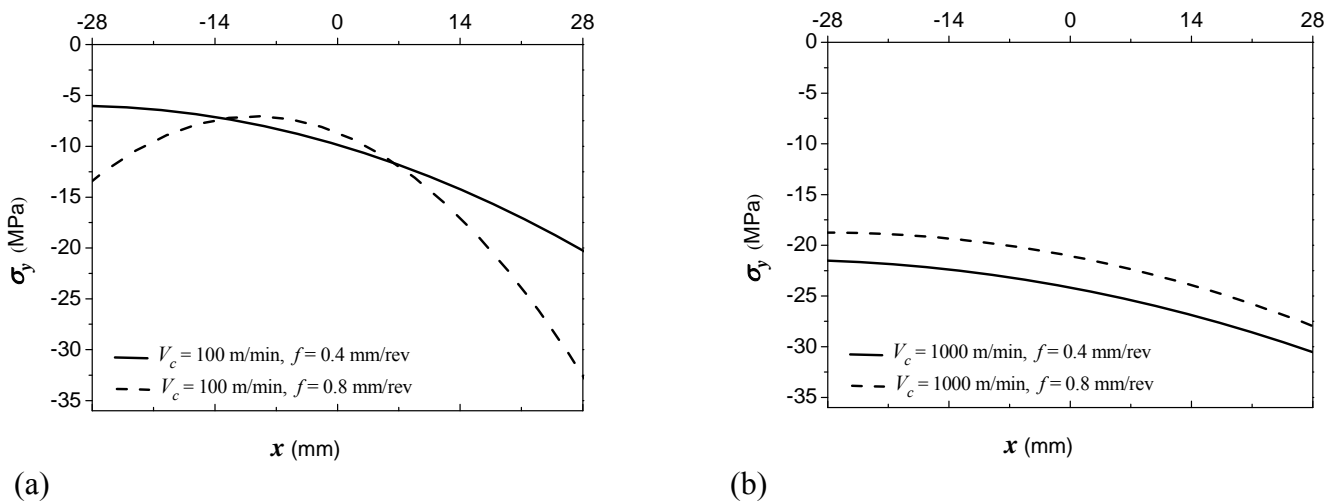 -28 -14 0 14 28
0
-5
-10
-15
-20
-25
-30
-35
σy (MPa)
Vc = 100 m/min, f = 0.4 mm/rev
Vc = 100 m/min, f = 0.8 mm/rev
x (mm)
(a)
-28 -14 0 14 28
0
-5
-10
-15
-20
-25
-30
-35
σy (MPa)
Vc = 1000 m/min, f = 0.4 mm/rev
Vc = 1000 m/min, f = 0.8 mm/rev
x (mm)
(b)